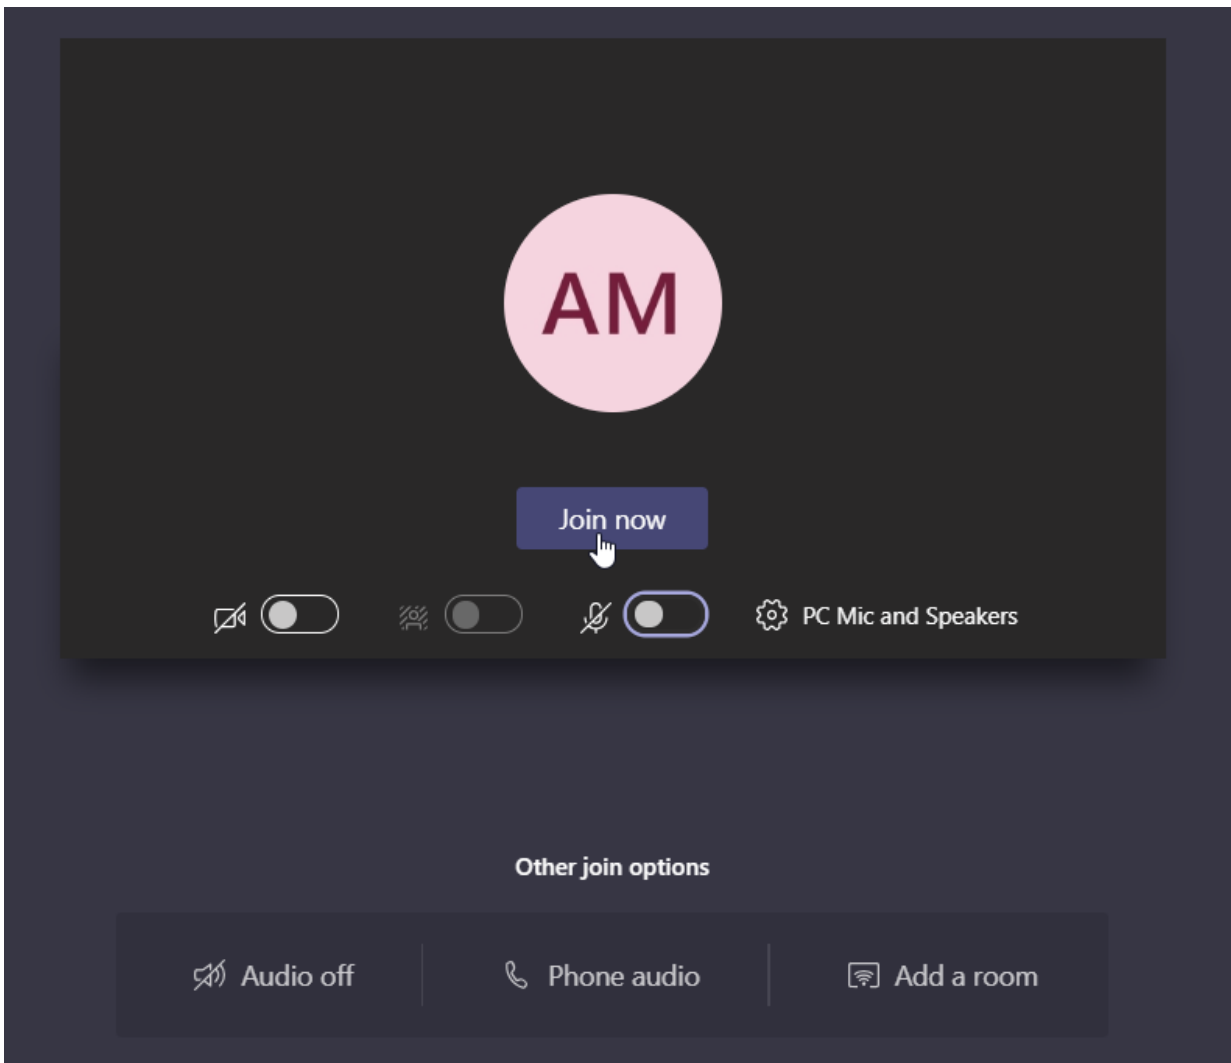 AM
Join now
PC Mic and Speakers
Other join options
Audio off
Phone audio
Add a room